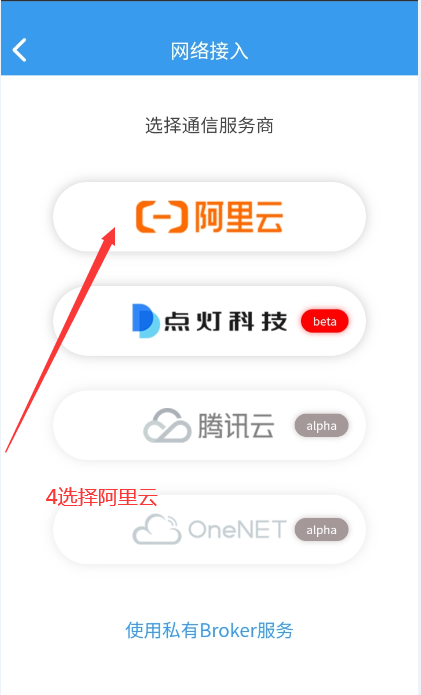 网络接入
选择通信服务商
阿里云
点灯科技 beta
腾讯云 alpha
4选择阿里云
OneNET alpha
使用私有Broker服务